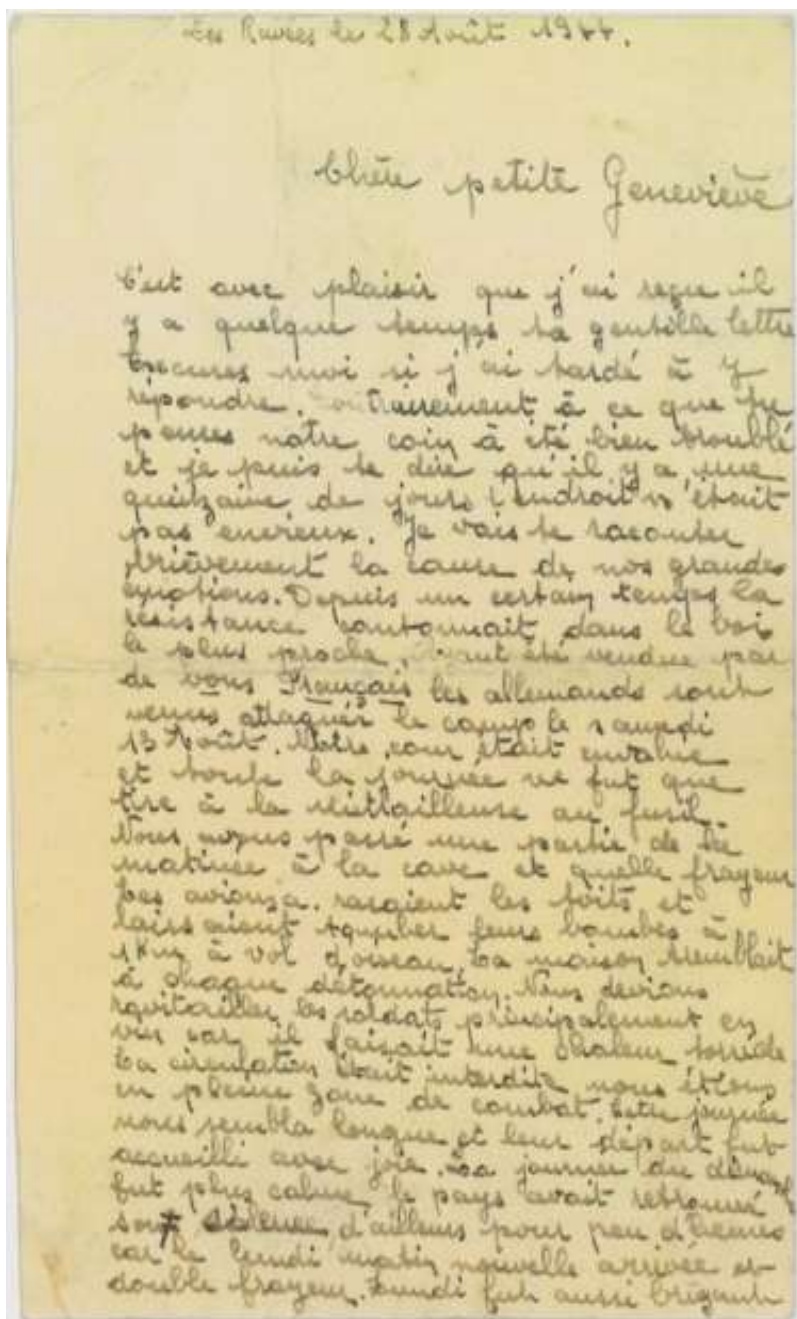 Les le 28 Août 1944.
Chère petite Geneviève
C'est avec plaisir que j'ai reçue il
y a quelque temps ta gentille lettre
Excuses moi si j'ai tardé à y
répondre. Contrairement à ce que tu
penses notre coin à été bien troublé
et je puis te dire qu'il y a une
quinzaine de jours l'endroit n'était
pas envieux. Je vais te raconter
brièvement la cause de nos grandes
émotions. Depuis un certain temps la
résistance cantonnait dans le bois
le plus proche, ayant été vendue par
de bons Français les allemands sont
venus attaquer le camp le samedi
13 Août. Notre cour était envahie
et toute la journée ce fut que
tire à la mitrailleuse au fusil.
Nous avons passé une partie de la
matinée à la cave et quelle frayeur
Les avions rasaient les toits et
laissaient tomber leurs bombes à
1 km à vol d'oiseau, La maison tremblait
à chaque détonnation. Nous devions
ravitailler les soldats principalement en
vin car il faisait une chaleur torride
La circulation était interdite nous étions
en pleine zone de combat. Cette journée
nous sembla longue et leur départ fut
accueilli avec joie. La journée du dimanche
fut plus calme, le pays avait retrouvé
son silence d'ailleurs pour peu d'heures
car le lundi matin nouvelle arrivée et
double frayeur. Lundi fut aussi